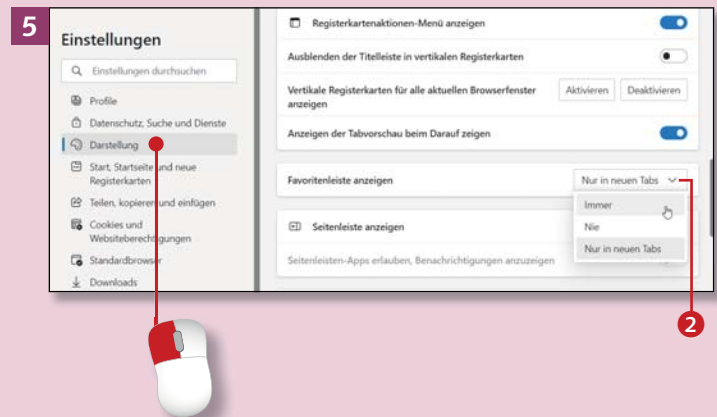 5
Einstellungen
Einstellungen durchsuchen
Profile
Datenschutz, Suche und Dienste
Darstellung
Start, Startseite und neue
Registerkarten
Teilen, kopieren und einfügen
Cookies und
Websiteberechtigungen
Standardbrowser
Downloads
Registerkartenaktionen-Menü anzeigen
Ausblenden der Titelleiste in vertikalen Registerkarten
Vertikale Registerkarten für alle aktuellen Browserfenster
anzeigen
Aktivieren
Deaktivieren
Anzeigen der Tabvorschau beim Darauf zeigen
Favoritenleiste anzeigen
Nur in neuen Tabs
Immer
Nie
Nur in neuen Tabs
Seitenleiste anzeigen
Seitenleisten-Apps erlauben, Benachrichtigungen anzuzeigen
2